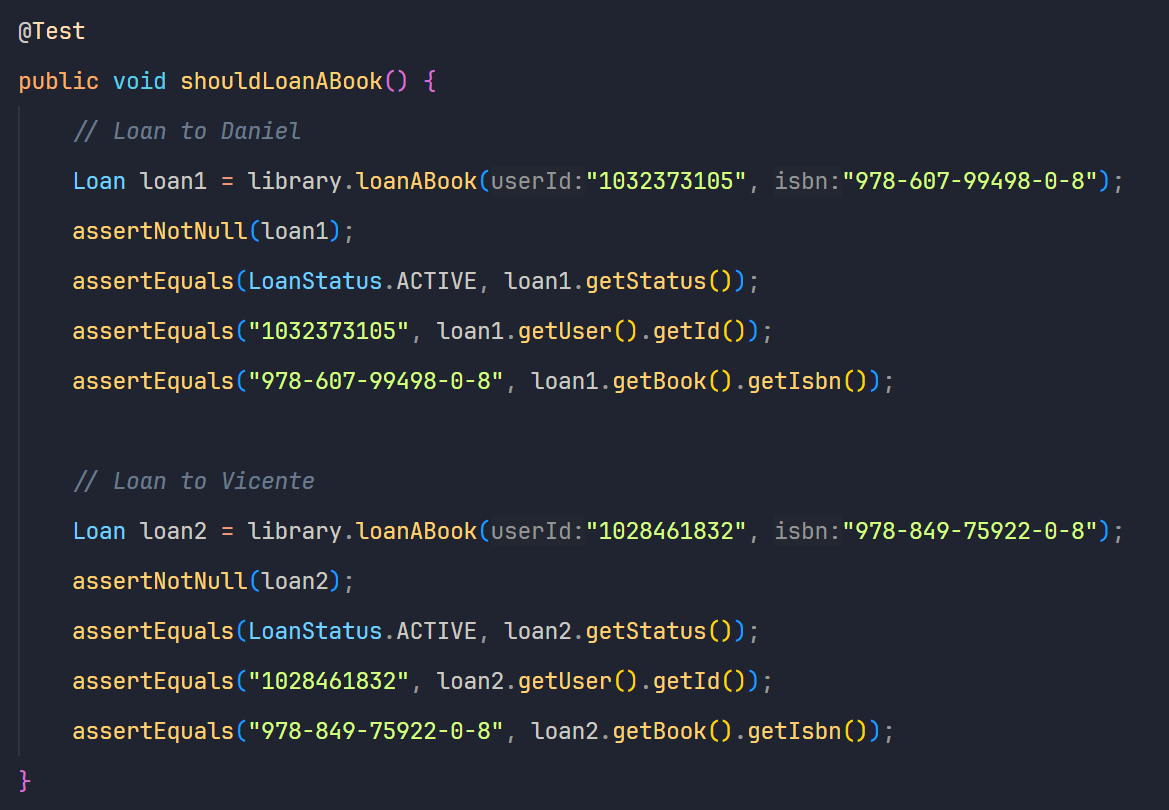 @Test
public void shouldLoanABook() {
// Loan to Daniel
Loan loan1 = library.loanABook(userId:"1032373105", isbn:"978-607-99498-0-8");
assertNotNull(loan1);
assertEquals(LoanStatus.ACTIVE, loan1.getStatus());
assertEquals("1032373105", loan1.getUser().getId());
assertEquals("978-607-99498-0-8", loan1.getBook().getIsbn());
// Loan to Vicente
Loan loan2 = library.loanABook(userId:"1028461832", isbn:"978-849-75922-0-8");
assertNotNull(loan2);
assertEquals(LoanStatus.ACTIVE, loan2.getStatus());
assertEquals("1028461832", loan2.getUser().getId());
assertEquals("978-849-75922-0-8", loan2.getBook().getIsbn());
}